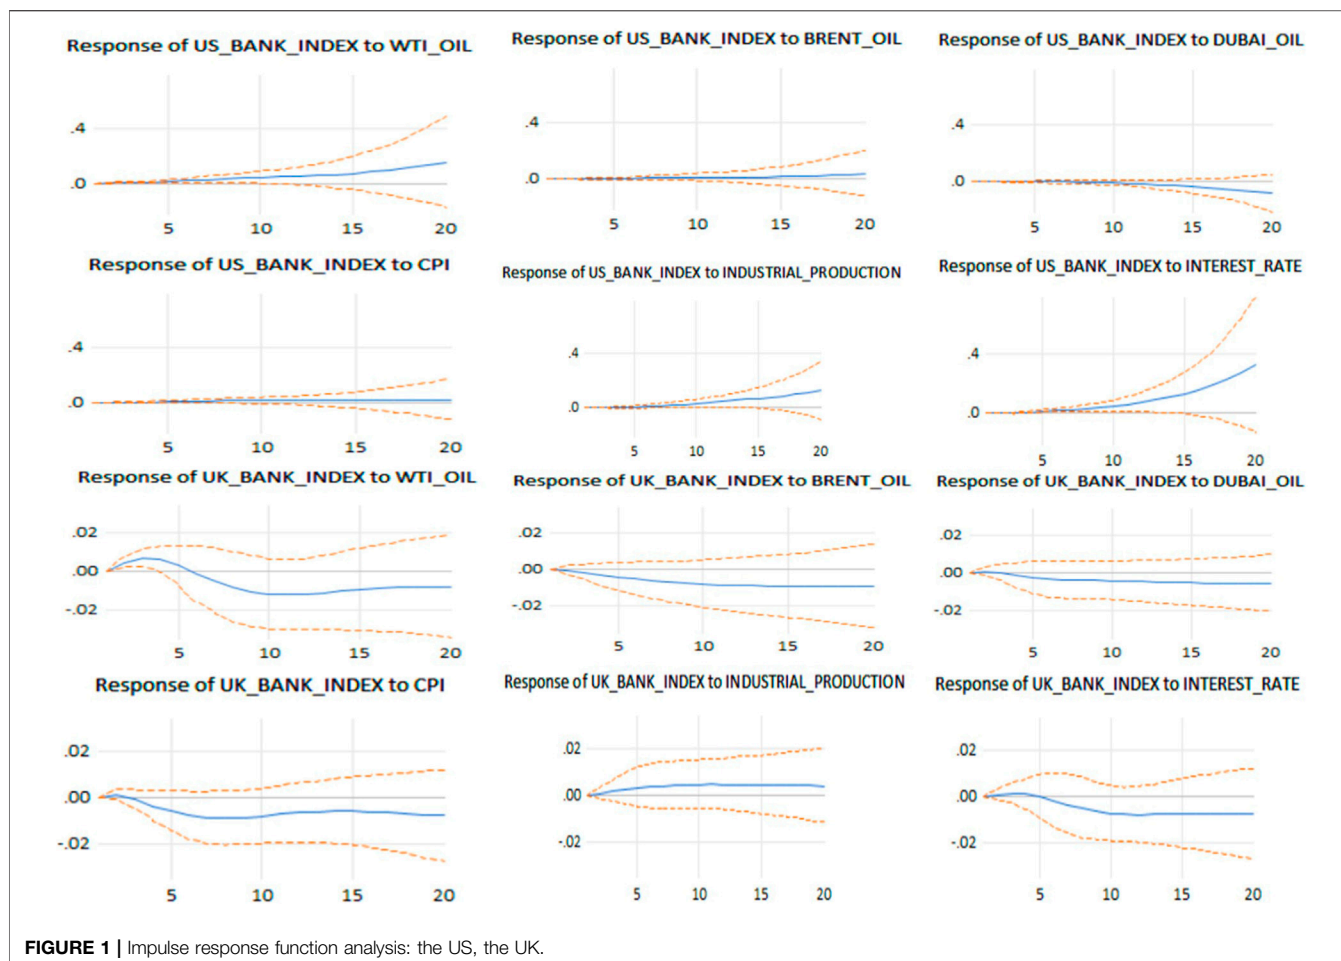 Response of US_BANK_INDEX to WTI_OIL
.4
.0
5 10 15 20
Response of US_BANK_INDEX to BRENT_OIL
.4
.0
5 10 15 20
Response of US_BANK_INDEX to DUBAI_OIL
.4
.0
5 10 15 20
Response of US_BANK_INDEX to CPI
.4
.0
5 10 15 20
Response of US_BANK_INDEX to INDUSTRIAL_PRODUCTION
.4
.0
5 10 15 20
Response of US_BANK_INDEX to INTEREST_RATE
.4
.0
5 10 15 20
Response of UK_BANK_INDEX to WTI_OIL
.02
.00
-.02
5 10 15 20
Response of UK_BANK_INDEX to BRENT_OIL
.02
.00
-.02
5 10 15 20
Response of UK_BANK_INDEX to DUBAI_OIL
.02
.00
-.02
5 10 15 20
Response of UK_BANK_INDEX to CPI
.02
.00
-.02
5 10 15 20
Response of UK_BANK_INDEX to INDUSTRIAL_PRODUCTION
.02
.00
-.02
5 10 15 20
Response of UK_BANK_INDEX to INTEREST_RATE
.02
.00
-.02
5 10 15 20
FIGURE 1 | Impulse response function analysis: the US, the UK.